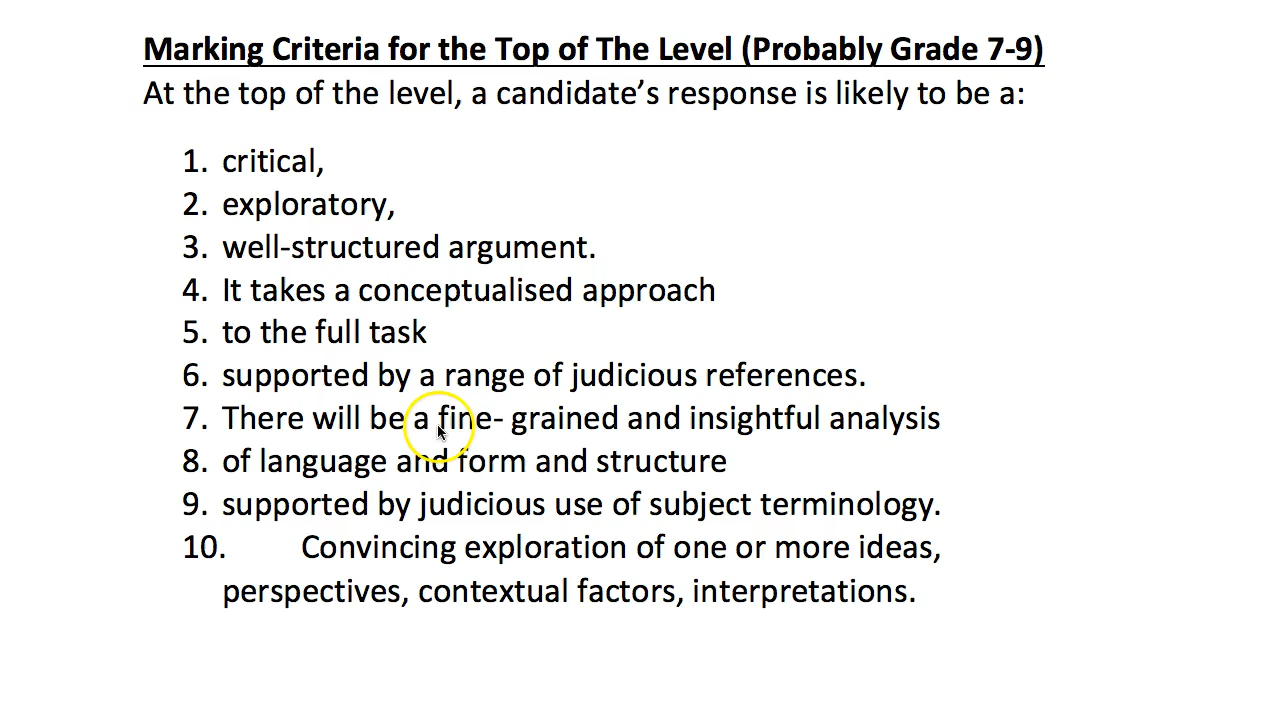 Marking Criteria for the Top of The Level (Probably Grade 7-9)
At the top of the level, a candidate’s response is likely to be a:
1. critical,
2. exploratory,
3. well-structured argument.
4. It takes a conceptualised approach
5. to the full task
6. supported by a range of judicious references.
7. There will be a fine- grained and insightful analysis
8. of language and form and structure
9. supported by judicious use of subject terminology.
10. Convincing exploration of one or more ideas,
perspectives, contextual factors, interpretations.